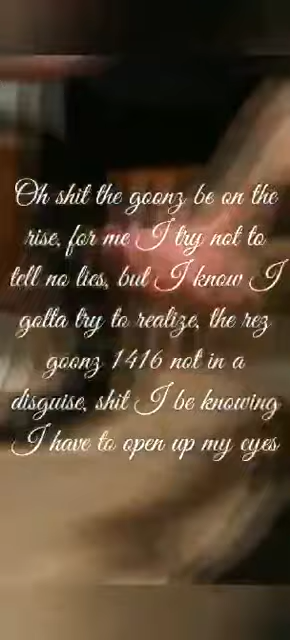 Oh shit the goonz be on the
rise, for me I try not to
tell no lies, but I know I
gotta try to realize, the rez
goonz 1416 not in a
disguise, shit I be knowing
I have to open up my eyes